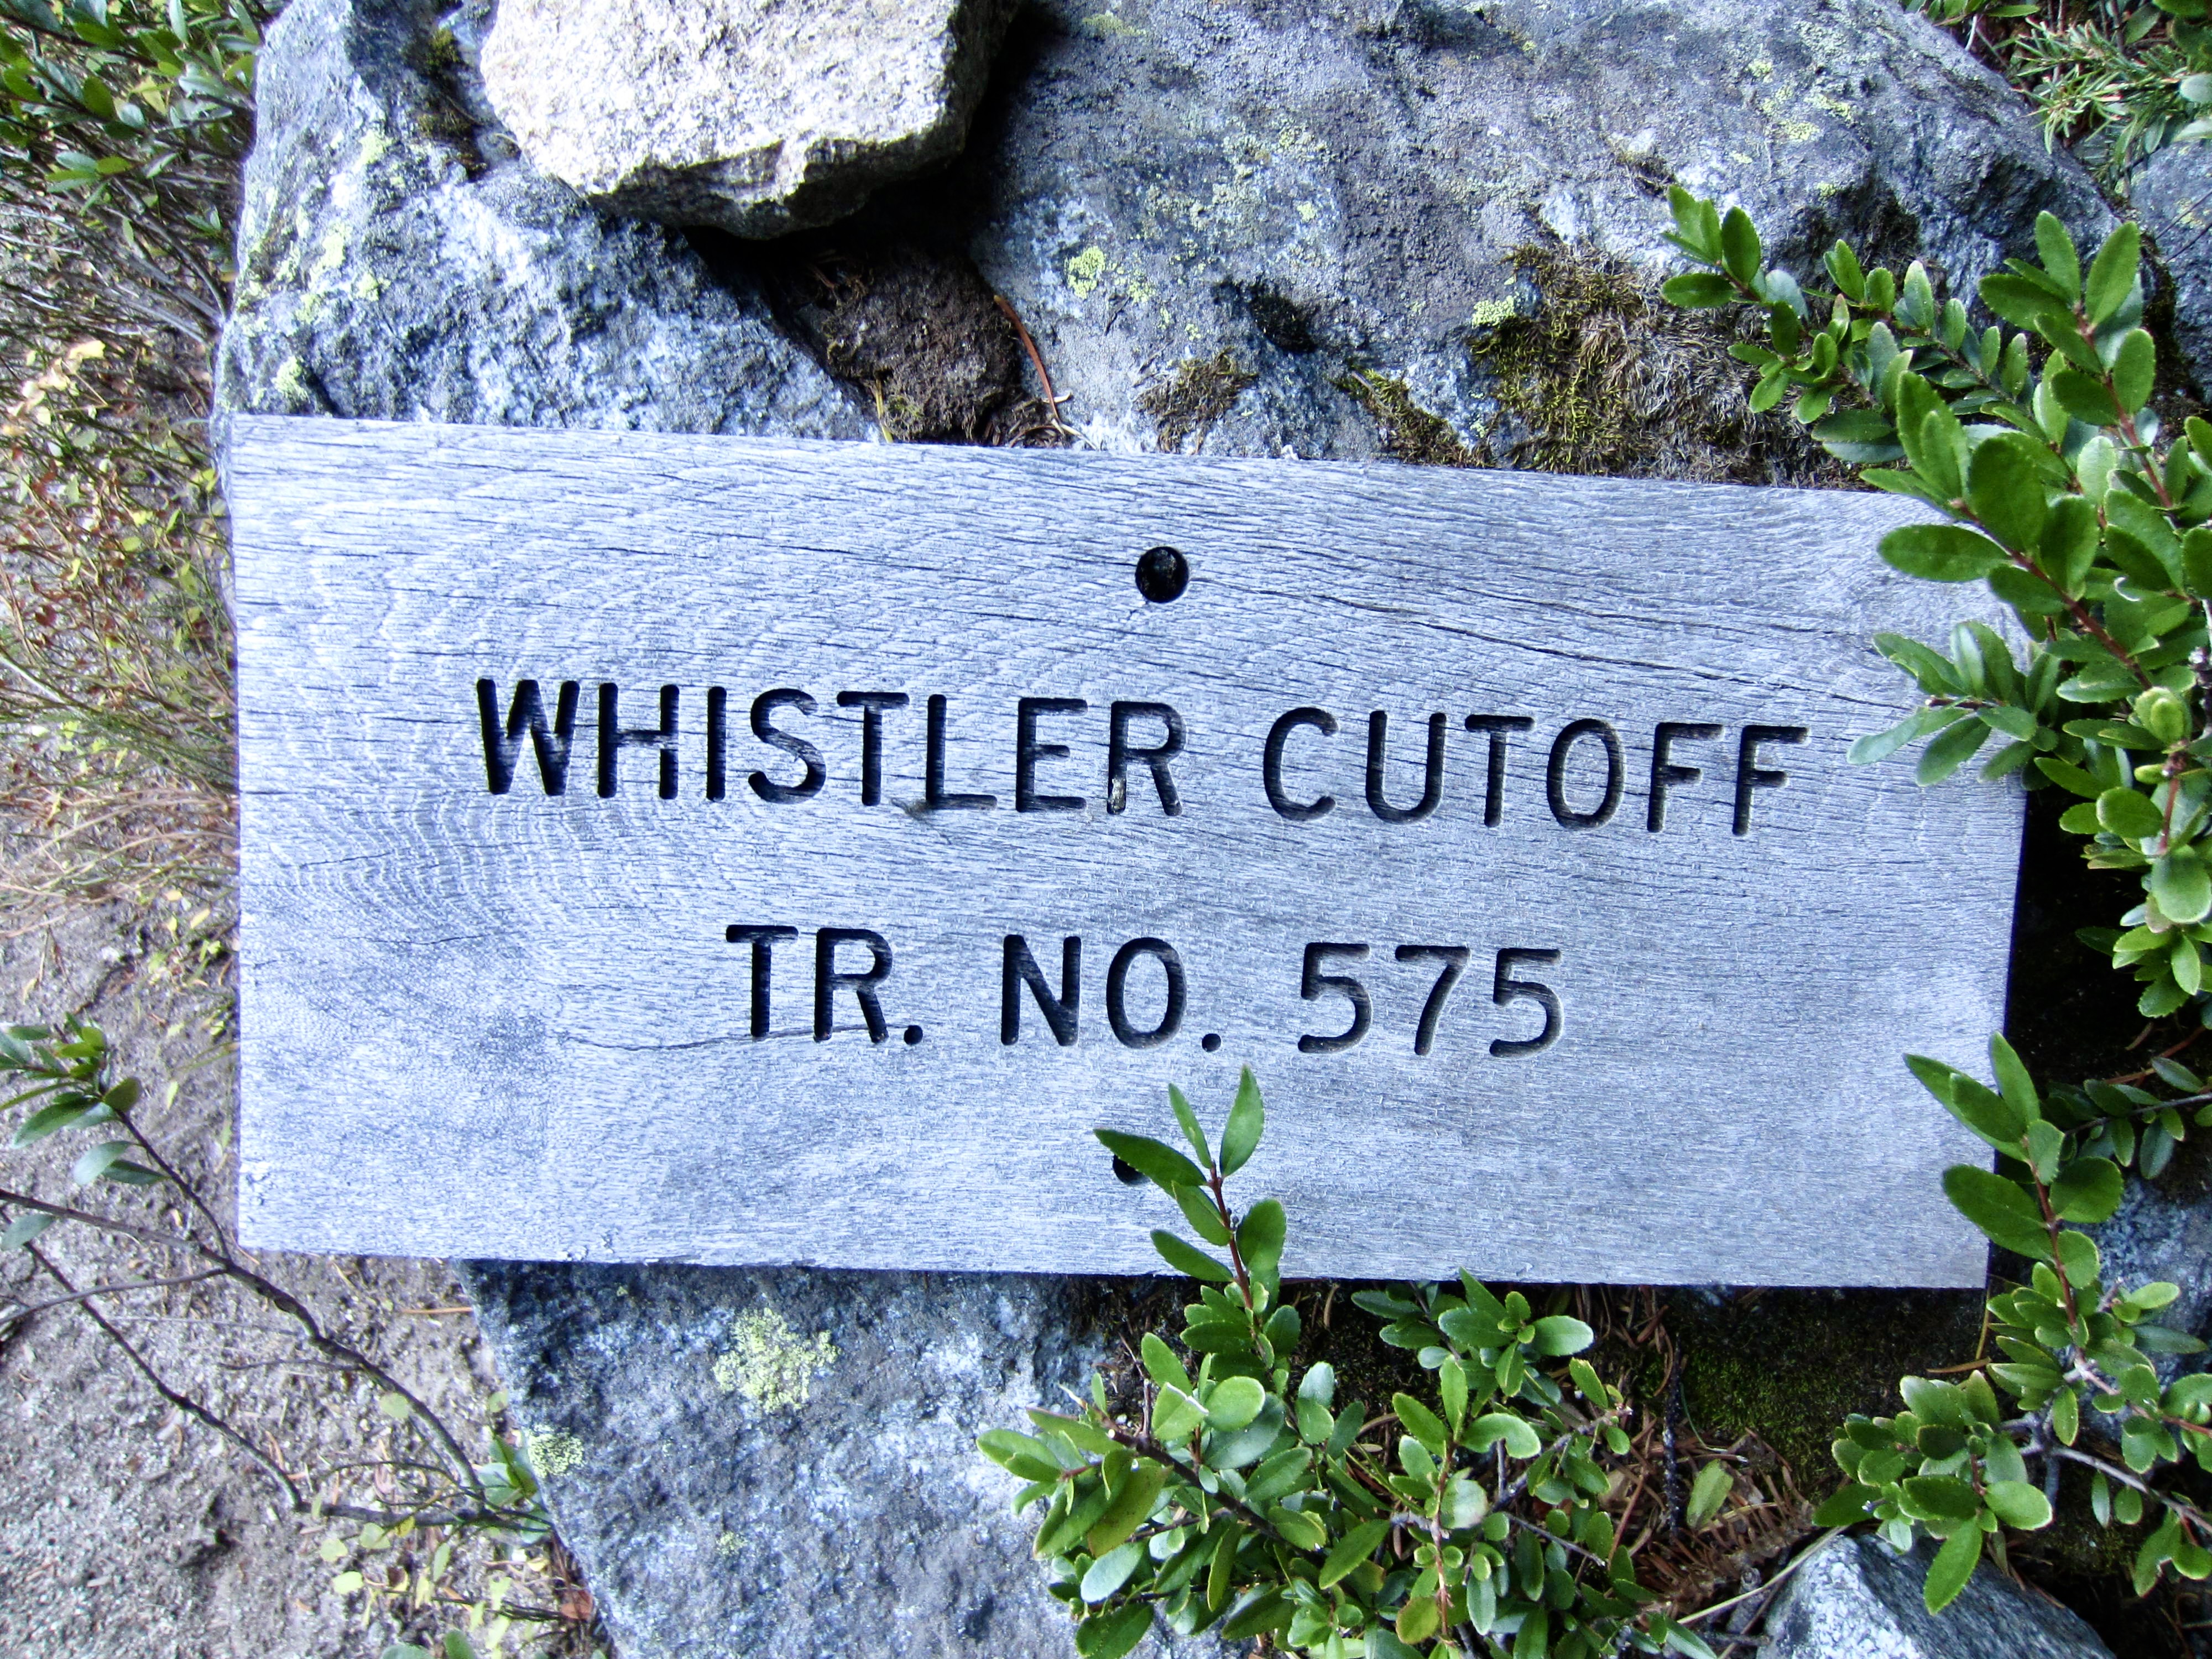 WHISTLER CUTOFF
TR. NO. 575